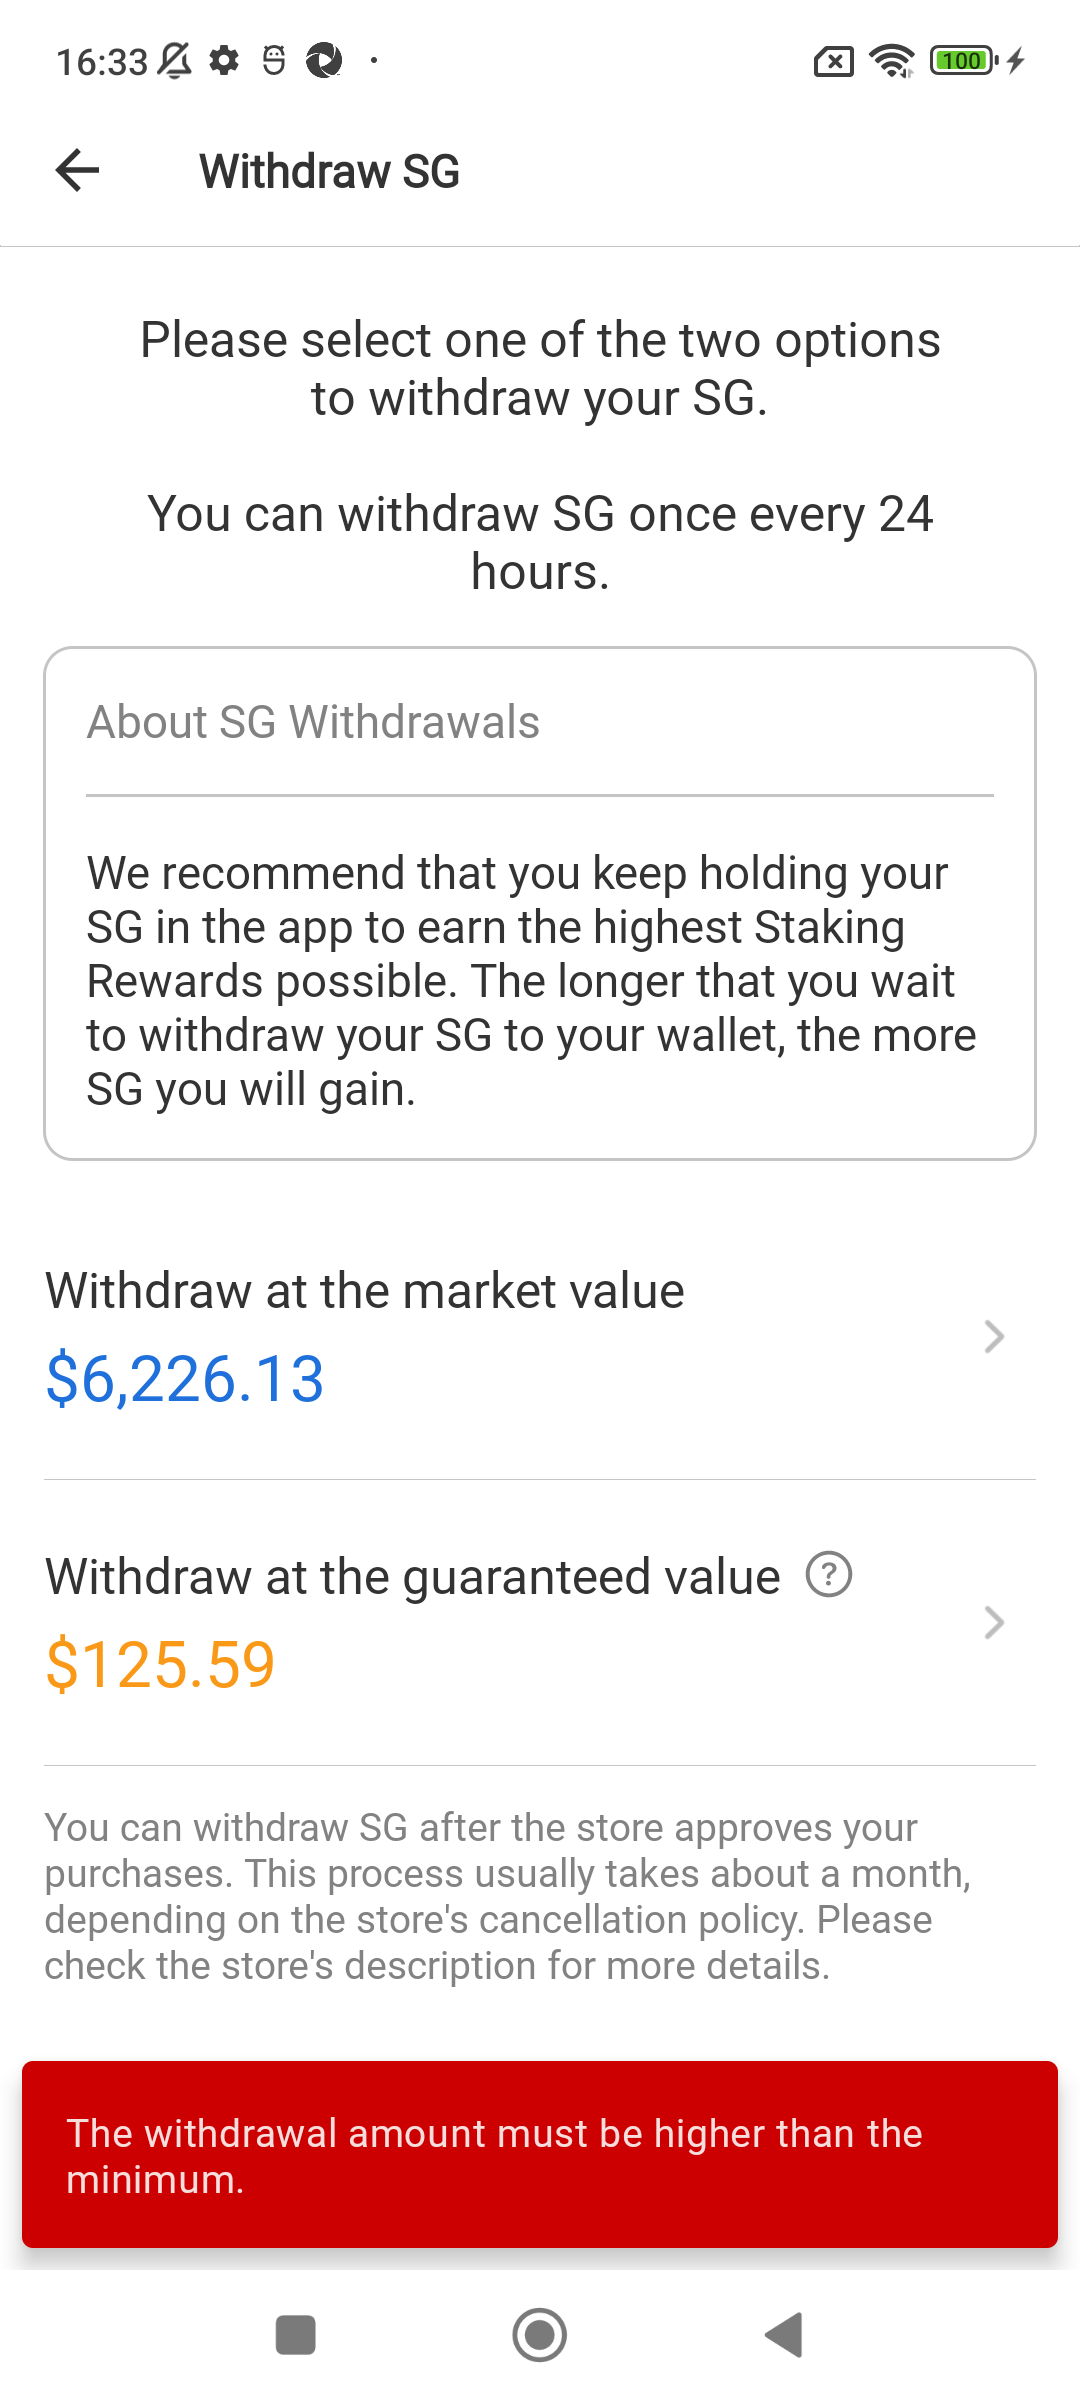 16:33
100
Withdraw SG
Please select one of the two options
to withdraw your SG.
You can withdraw SG once every 24
hours.
About SG Withdrawals
We recommend that you keep holding your
SG in the app to earn the highest Staking
Rewards possible. The longer that you wait
to withdraw your SG to your wallet, the more
SG you will gain.
Withdraw at the market value
$6,226.13
Withdraw at the guaranteed value ?
$125.59
You can withdraw SG after the store approves your
purchases. This process usually takes about a month,
depending on the store's cancellation policy. Please
check the store's description for more details.
The withdrawal amount must be higher than the
minimum.